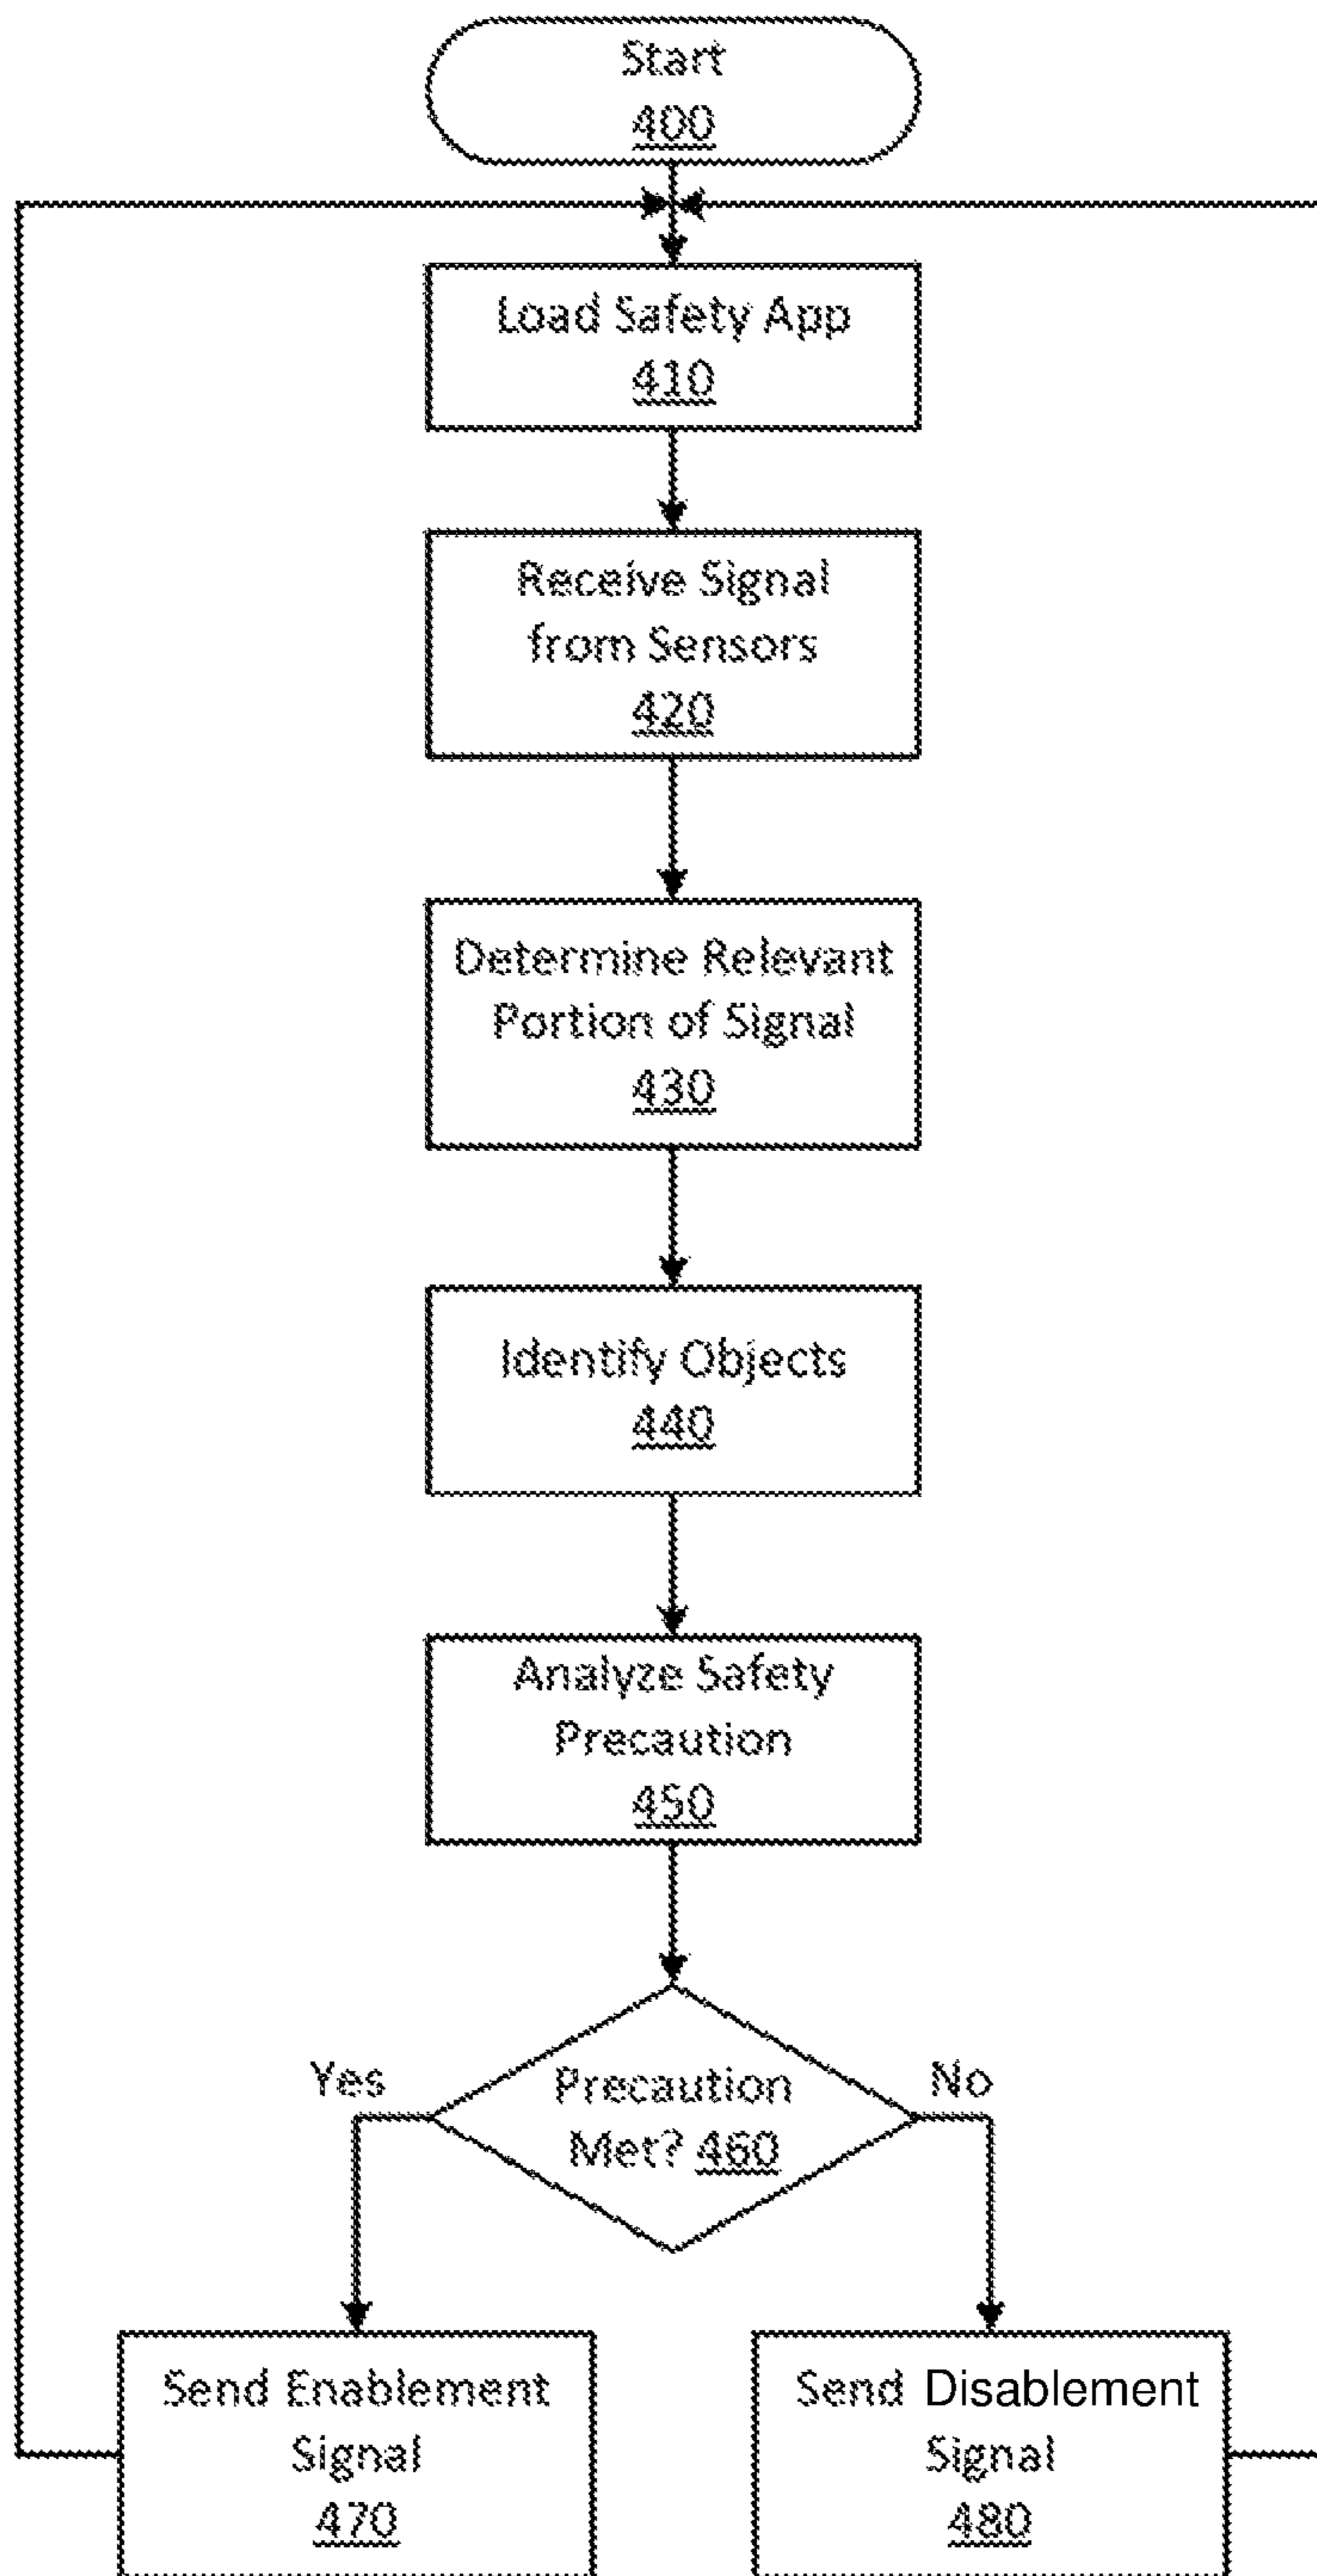 Start
400
Load Safety App
410
Receive Signal
from Sensors
420
Determine Relevant
Portion of Signal
430
Identify Objects
440
Analyze Safety
Precaution
450
Yes
Precaution
No
Met? 460
Send Enablement
Signal
470
Send Disablement
Signal
480